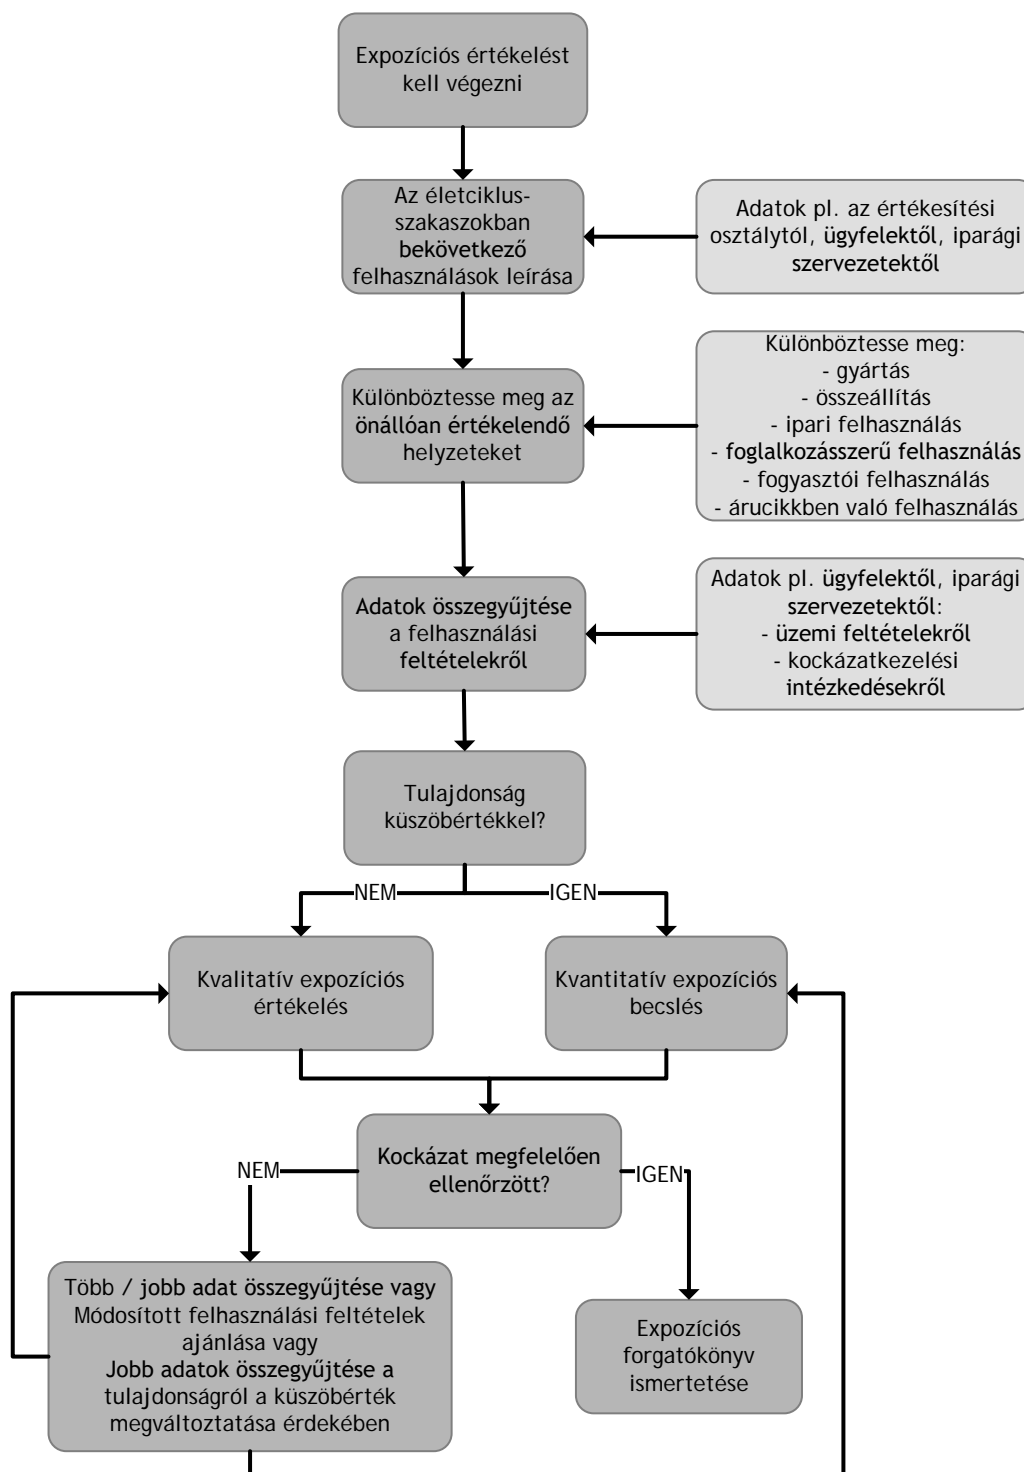 Expozíciós értékelést
kell végezni
Az életciklus-
szakaszokban
bekövetkező
felhasználások leírása
Adatok pl. az értékesítési
osztálytól, ügyfelektől, iparági
szervezetektől
Különböztesse meg az
önállóan értékelendő
helyzeteket
Különböztesse meg:
- gyártás
- összeállítás
- ipari felhasználás
- foglalkozásszerű felhasználás
- fogyasztói felhasználás
- árucikkben való felhasználás
Adatok összegyűjtése
a felhasználási
feltételekről
Adatok pl. ügyfelektől, iparági
szervezetektől:
- üzemi feltételekről
- kockázatkezelési
intézkedésekről
Tulajdonság
küszöbértékkel?
NEM
IGEN
Kvalitatív expozíciós
értékelés
Kvantitatív expozíciós
becslés
Kockázat megfelelően
ellenőrzött?
NEM
IGEN
Több / jobb adat összegyűjtése vagy
Módosított felhasználási feltételek
ajánlása vagy
Jobb adatok összegyűjtése a
tulajdonságról a küszöbérték
megváltoztatása érdekében
Expozíciós
forgatókönyv
ismertetése